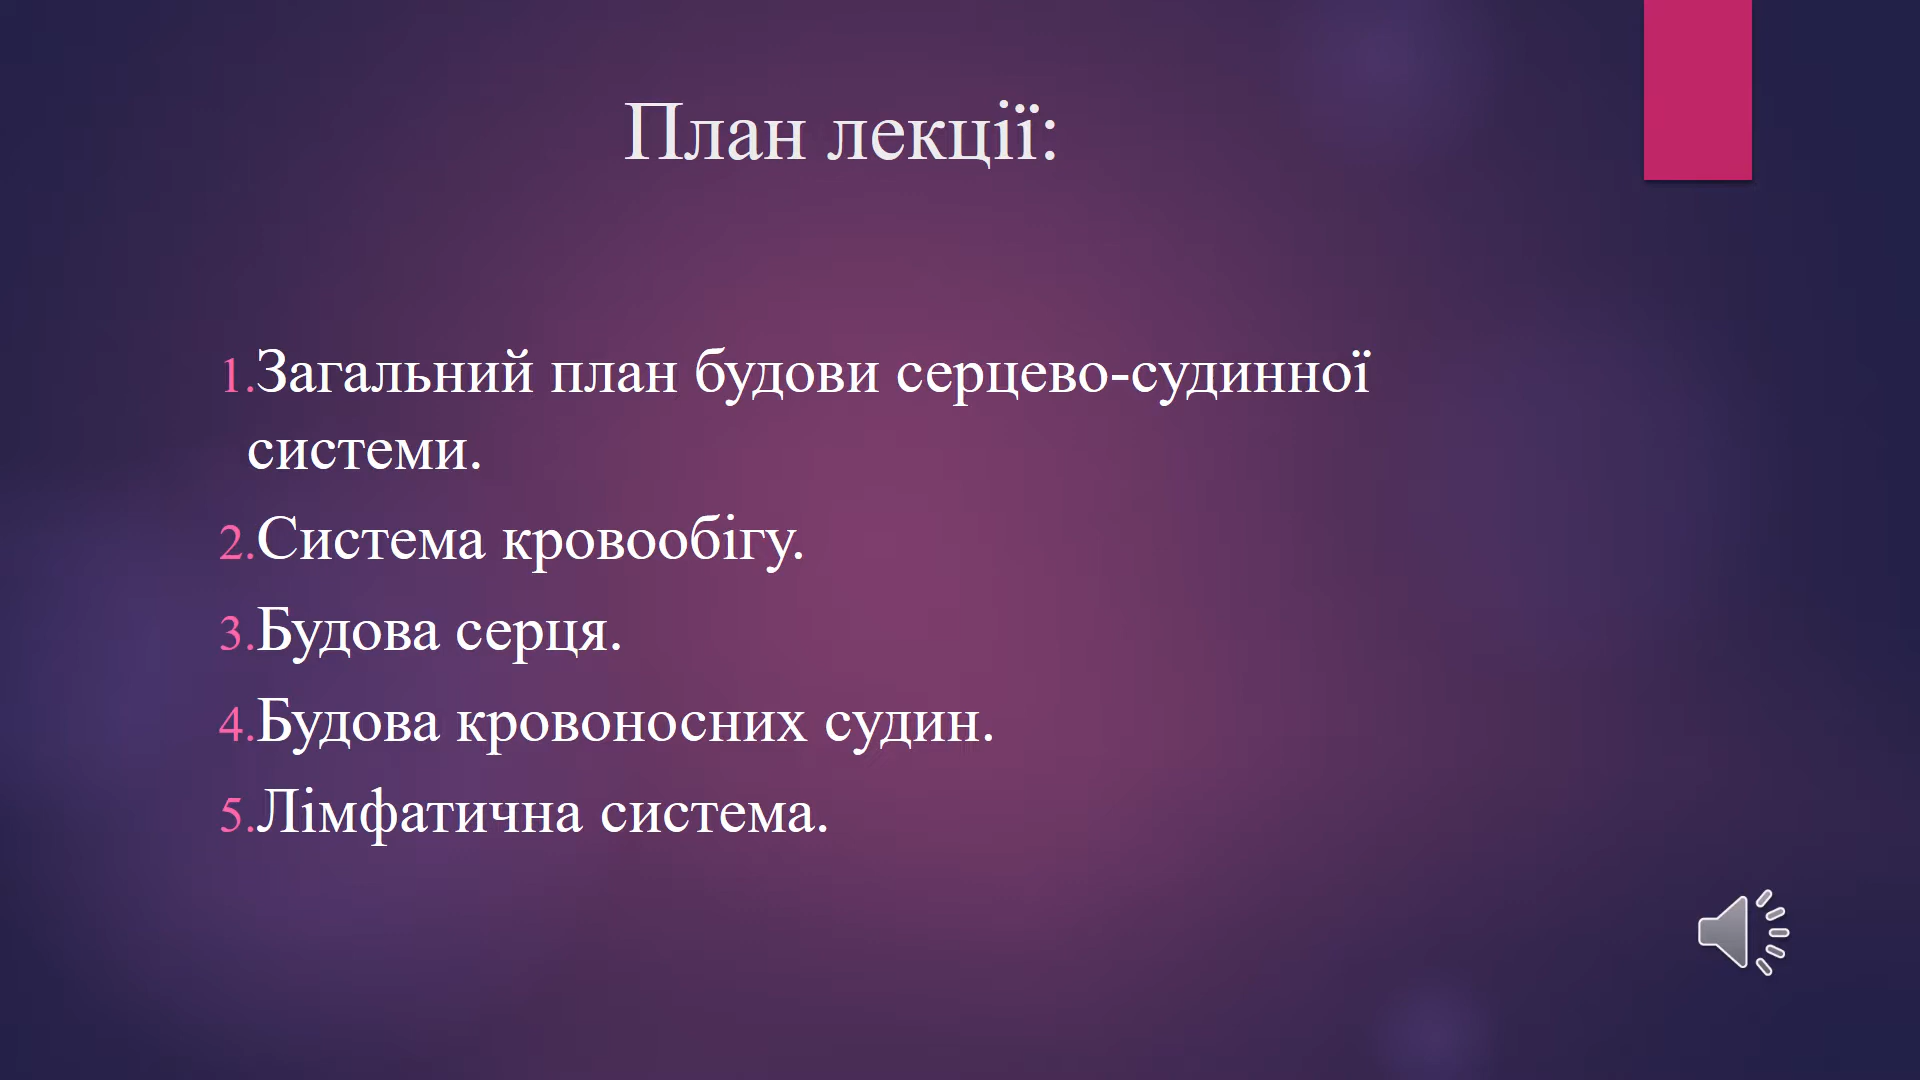 План лекції:
1.Загальний план будови серцево-судинної
системи.
2.Система кровообігу.
3.Будова серця.
4.Будова кровоносних судин.
5.Лімфатична система.